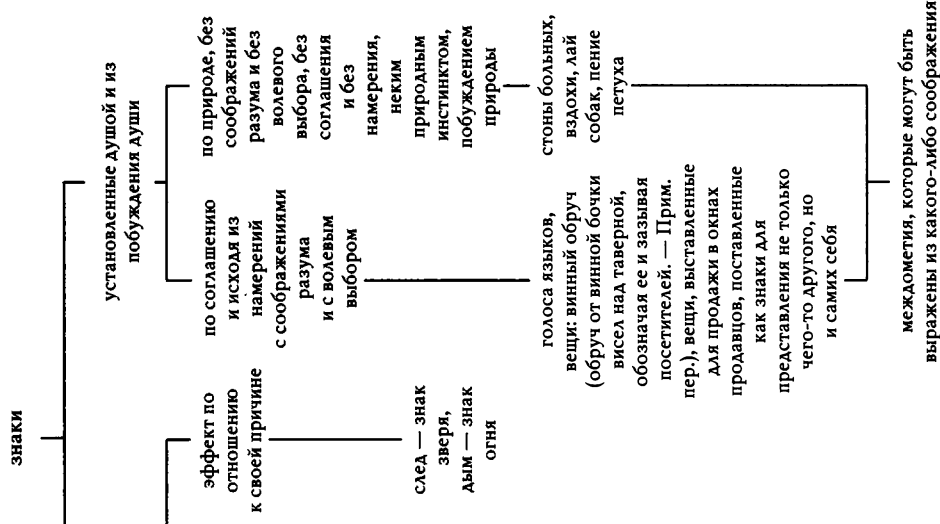 знаки
установленные душой и из
побуждения души
эффект по
отношению
к своей причине
по соглашению
и исходя из
намерений
с соображениями
разума
и с волевым
выбором
по природе, без
соображений
разума и без
волевого
выбора, без
соглашения
и без
намерения,
неким
природным
инстинктом,
побуждением
природы
след — знак
зверя,
дым — знак
огня
голоса языков,
вещи: винный обруч
(обруч от винной бочки
висел над таверной,
обозначая ее и зазывая
посетителей. — Прим.
пер.), вещи, выставленные
для продажи в окнах
продавцов, поставленные
как знаки для
представления не только
чего-то другого, но
и самих себя
стоны больных,
вздохи, лай
собак, пение
петуха
междометия, которые могут быть
выражены из какого-либо соображения